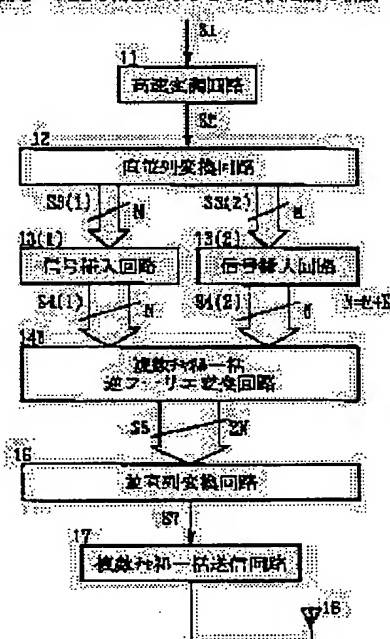 S1
11
高速変調回路
S2
12
直並列変換回路
S3(1) N S3(2) N
13(1) 13(2)
信号挿入回路 信号挿入回路
S4(1) N S4(2) N
複数チャネル一括
逆フーリエ変換回路
S5 2N
16
並直列変換回路
S7
17
複数チャネル一括送信回路
18